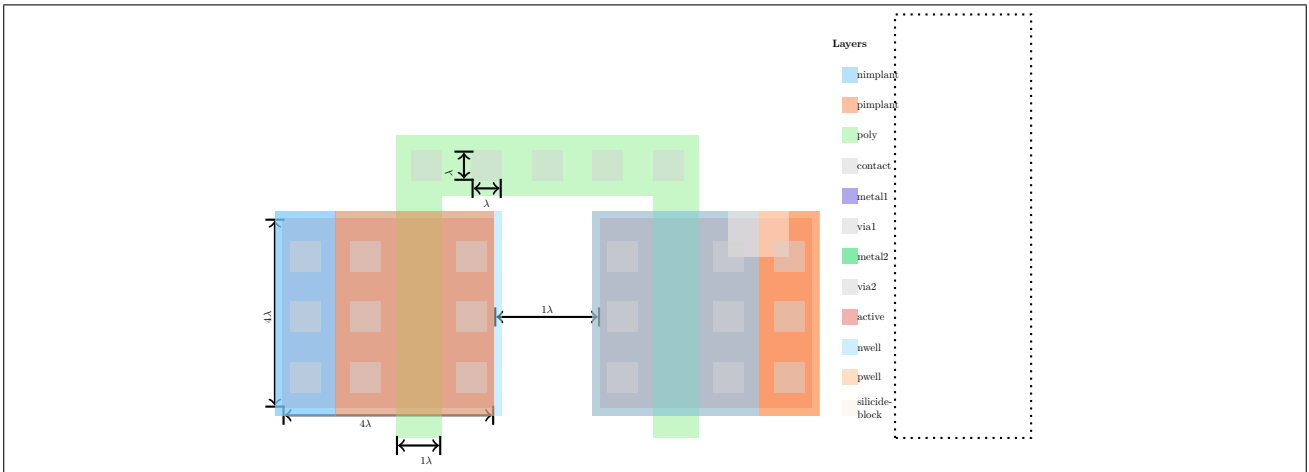 Layers
nimplant
pimplant
poly
contact
metal1
via1
metal2
via2
active
nwell
pwell
silicide-
block
λ
λ
4λ
1λ
4λ
1λ